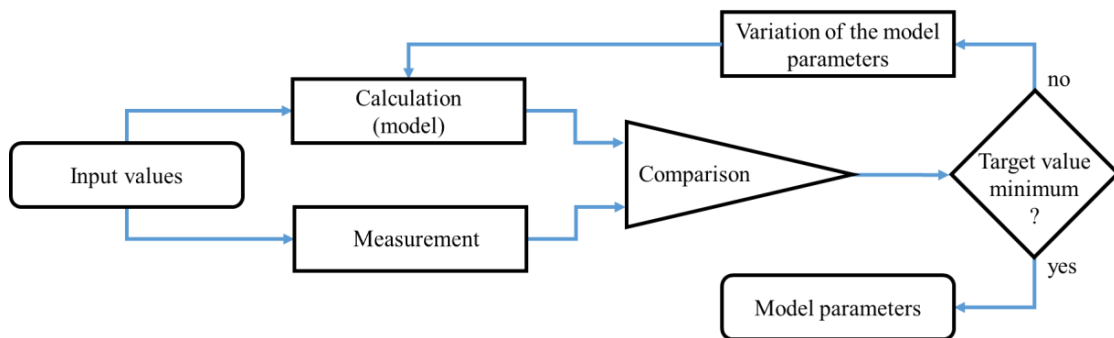 Variation of the model
parameters
no
Calculation
(model)
Input values
Comparison
Target value
minimum
?
Measurement
yes
Model parameters